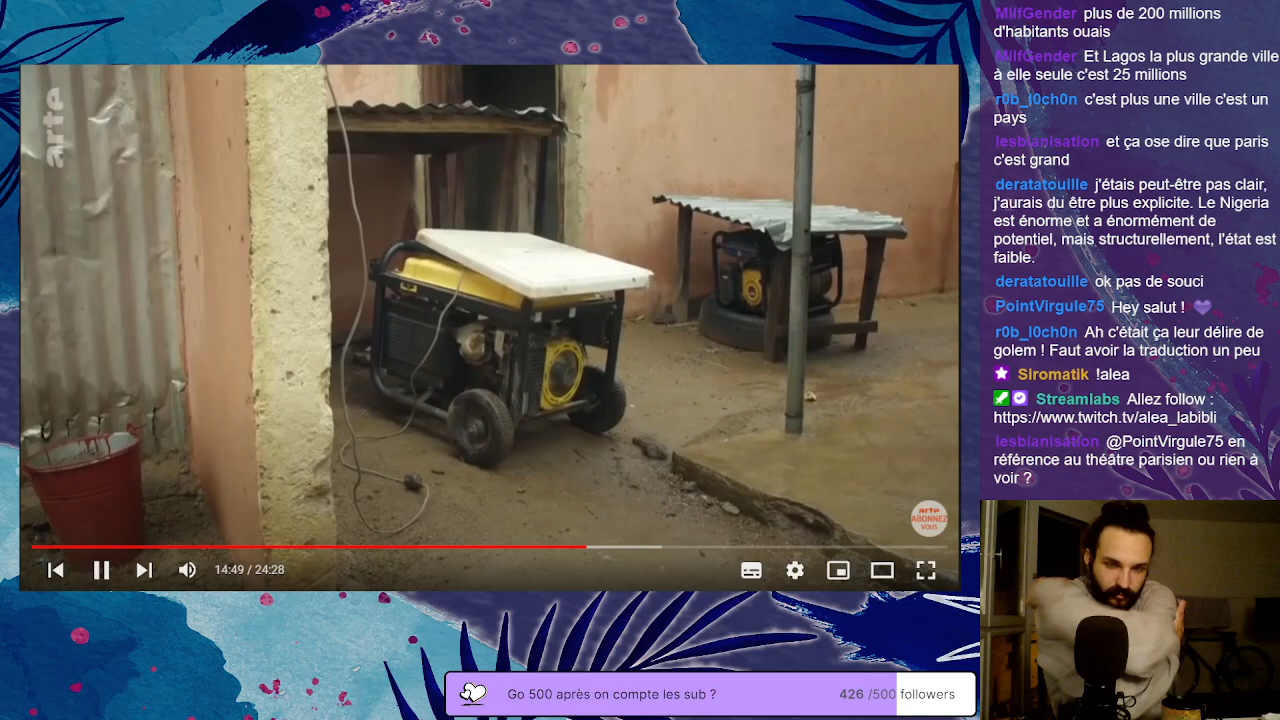 arte
arte
ABONNEZ
VOUS
14:49 / 24:28
MilfGender plus de 200 millions
d'habitants ouais
MilfGender Et Lagos la plus grande ville
à elle seule c'est 25 millions
r0b_l0ch0n c'est plus une ville c'est un
pays
lesbianisation et ça ose dire que paris
c'est grand
deratatouille j'étais peut-être pas clair,
j'aurais du être plus explicite. Le Nigeria
est énorme et a énormément de
potentiel, mais structurellement, l'état est
faible.
deratatouille ok pas de souci
PointVirgule75 Hey salut !
r0b_l0ch0n Ah c'était ça leur délire de
golem ! Faut avoir la traduction un peu
Siromatik !alea
Streamlabs Allez follow :
https://www.twitch.tv/alea_labibli
lesbianisation @PointVirgule75 en
référence au théâtre parisien ou rien à
voir ?
Go 500 après on compte les sub ? 426 /500 followers